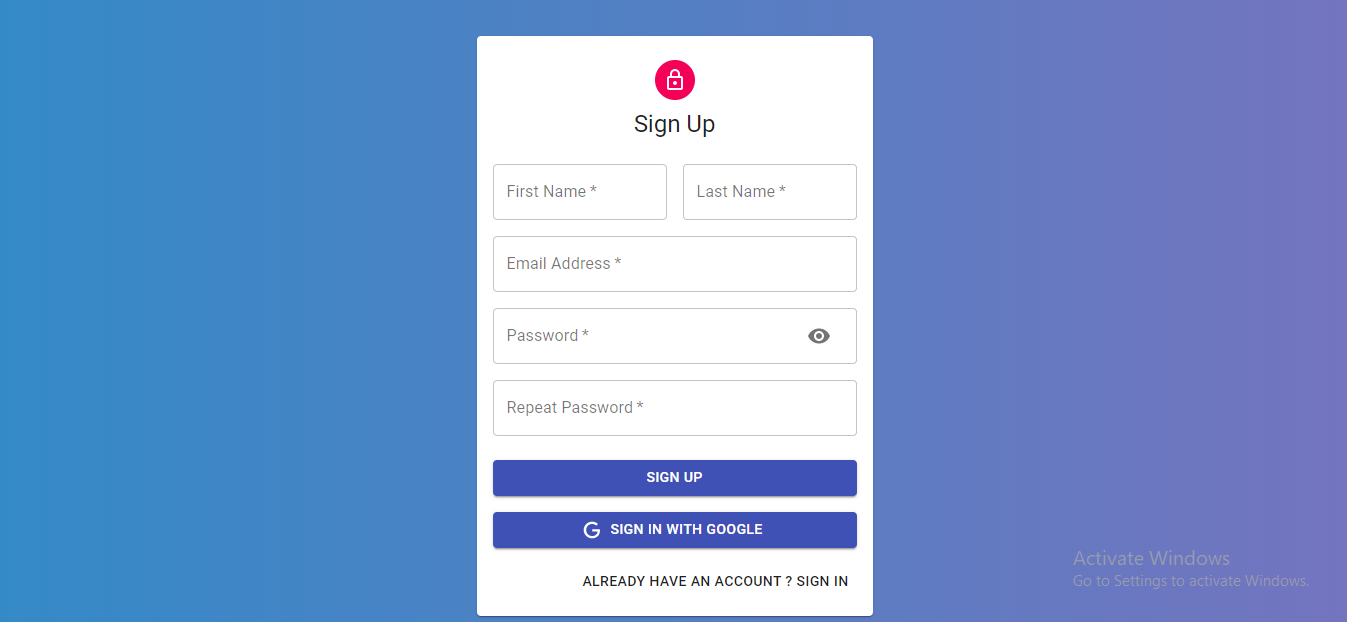 Sign Up
First Name *
Last Name *
Email Address *
Password *
Repeat Password *
SIGN UP
SIGN IN WITH GOOGLE
ALREADY HAVE AN ACCOUNT ? SIGN IN
Activate Windows
Go to Settings to activate Windows.